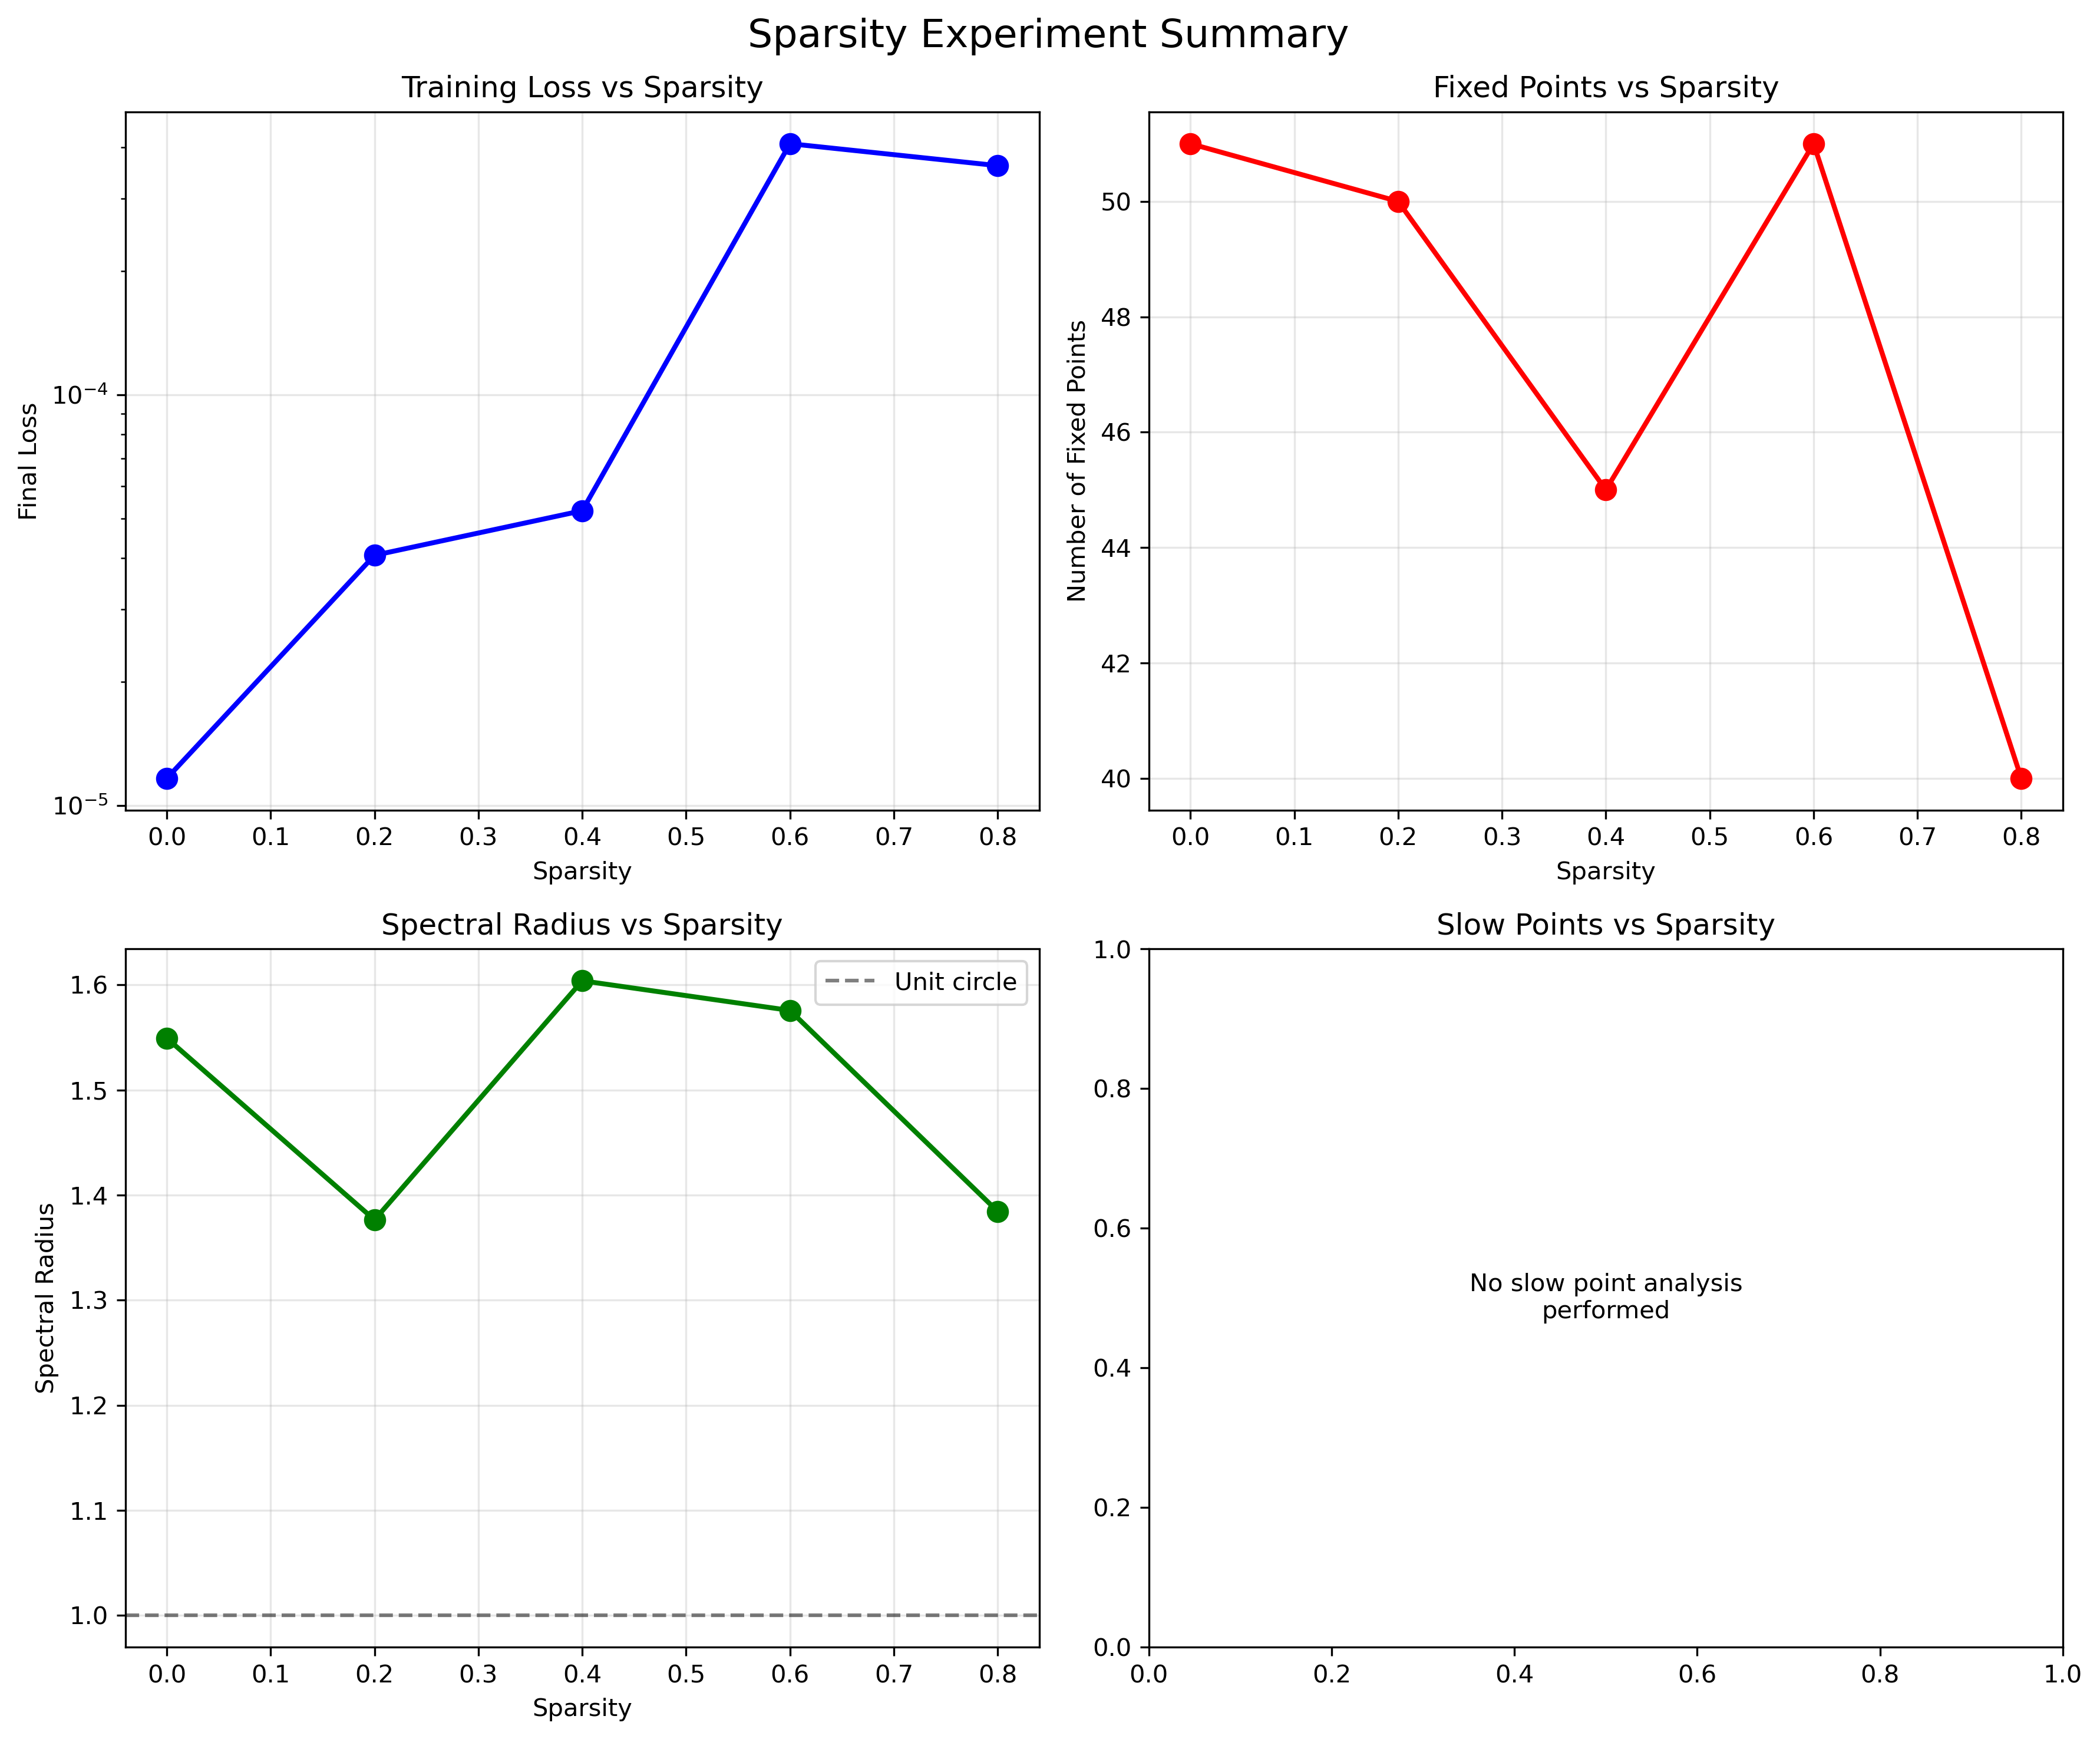 Sparsity Experiment Summary
Training Loss vs Sparsity
Final Loss
10⁻⁴
10⁻⁵
0.0 0.1 0.2 0.3 0.4 0.5 0.6 0.7 0.8
Sparsity
Fixed Points vs Sparsity
Number of Fixed Points
50
48
46
44
42
40
0.0 0.1 0.2 0.3 0.4 0.5 0.6 0.7 0.8
Sparsity
Spectral Radius vs Sparsity
Unit circle
Spectral Radius
1.6
1.5
1.4
1.3
1.2
1.1
1.0
0.0 0.1 0.2 0.3 0.4 0.5 0.6 0.7 0.8
Sparsity
Slow Points vs Sparsity
1.0
0.8
0.6
No slow point analysis
performed
0.4
0.2
0.0
0.0 0.2 0.4 0.6 0.8 1.0